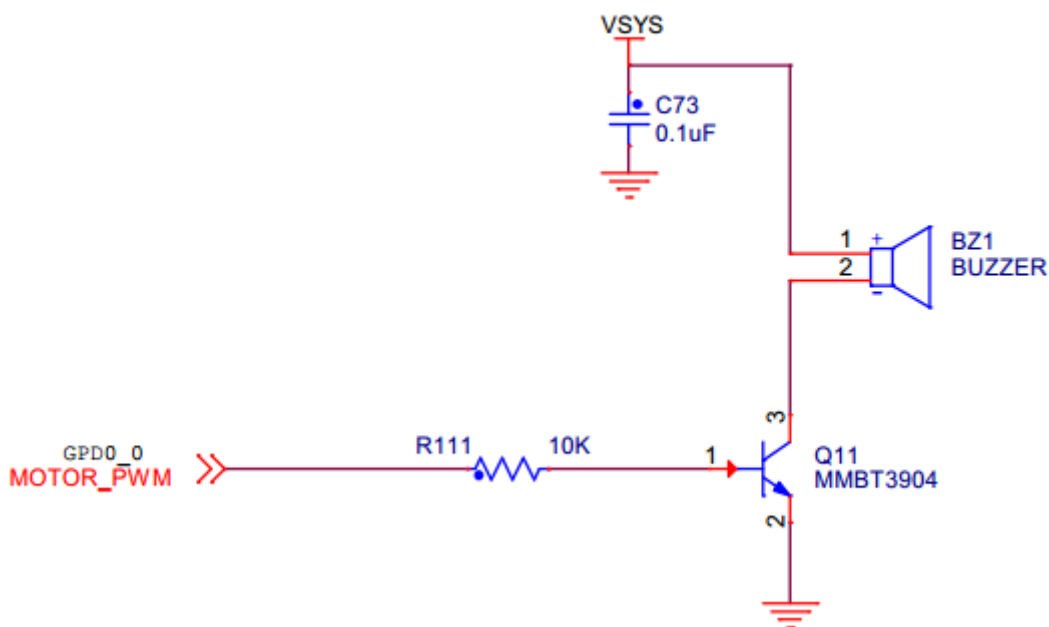 VSYS
C73
0.1uF
1
+
BZ1
2
BUZZER
-
3
GPD0_0
R111
10K
1
Q11
MOTOR_PWM
MMBT3904
2